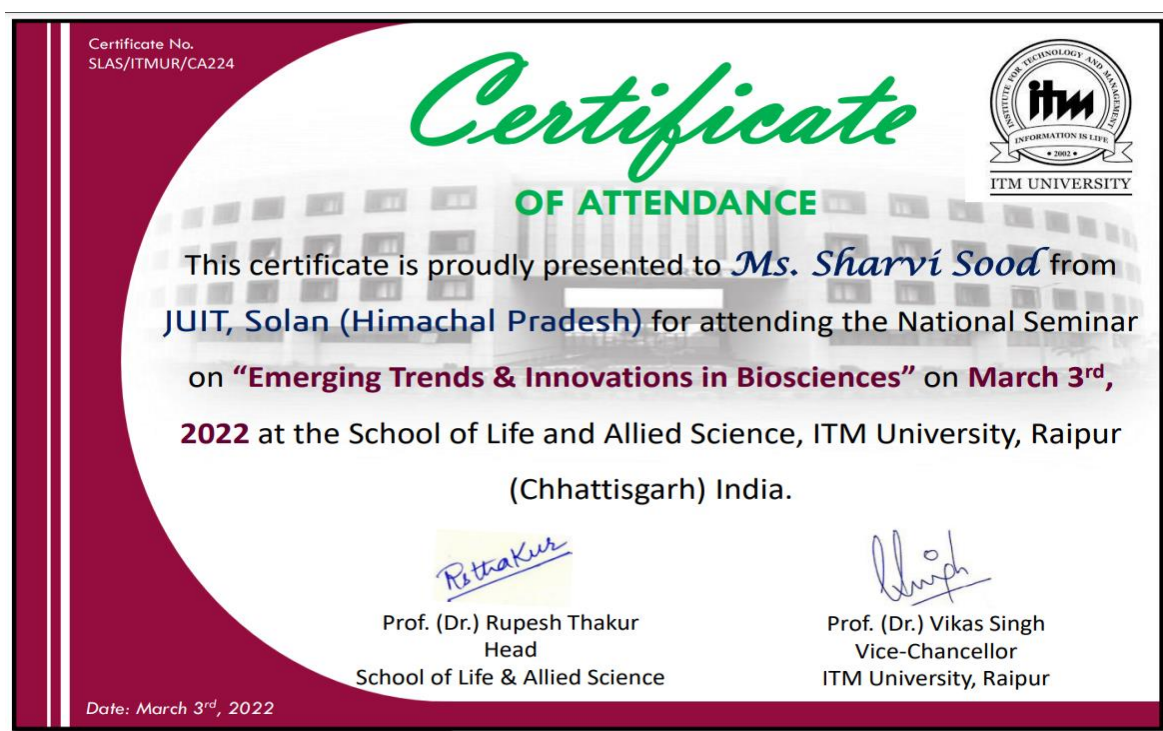 Certificate No.
SLAS/ITMUR/CA224
Certificate
OF ATTENDANCE
INSTITUTE FOR TECHNOLOGY AND MANAGEMENT
itm
INFORMATION IS LIFE
• 2002 •
ITM UNIVERSITY
This certificate is proudly presented to Ms. Sharvi Sood from
JUIT, Solan (Himachal Pradesh) for attending the National Seminar
on “Emerging Trends & Innovations in Biosciences” on March 3rd,
2022 at the School of Life and Allied Science, ITM University, Raipur
(Chhattisgarh) India.
RsThakur
Prof. (Dr.) Rupesh Thakur
Head
School of Life & Allied Science
Prof. (Dr.) Vikas Singh
Vice-Chancellor
ITM University, Raipur
Date: March 3rd, 2022